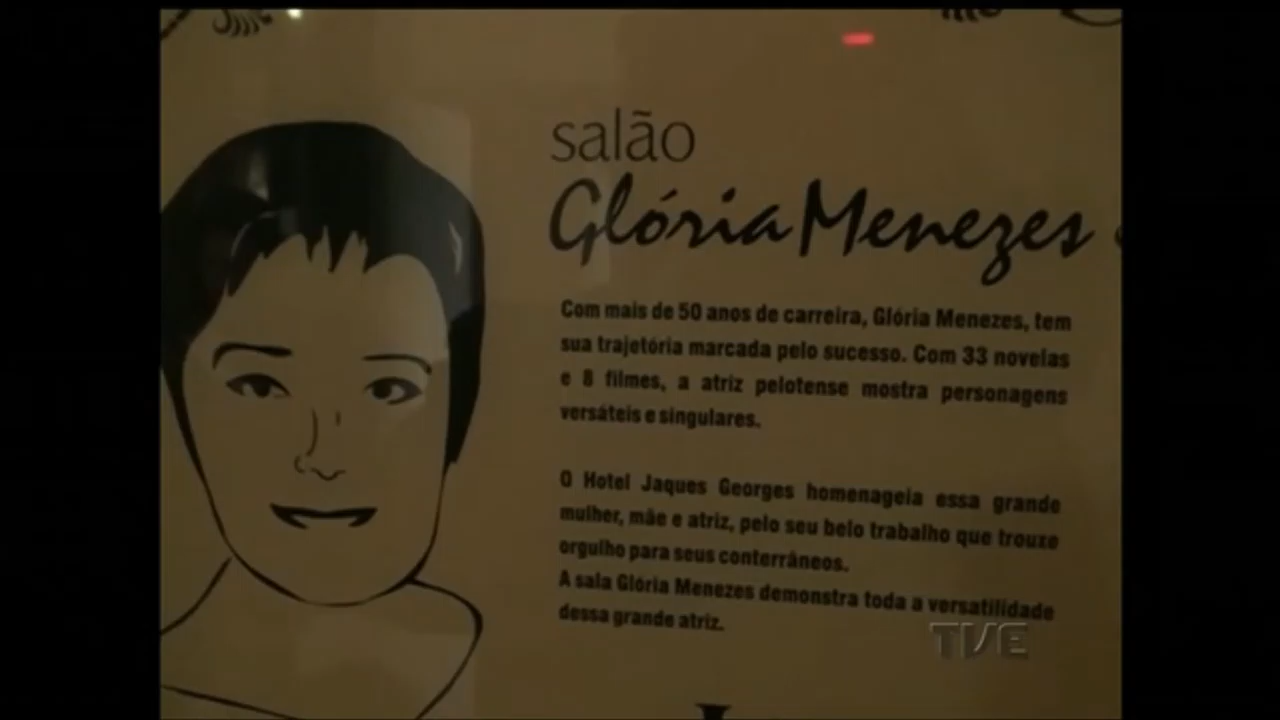 salão
Glória Menezes
Com mais de 50 anos de carreira, Glória Menezes, tem
sua trajetória marcada pelo sucesso. Com 33 novelas
e 8 filmes, a atriz pelotense mostra personagens
versáteis e singulares.
O Hotel Jaques Georges homenageia essa grande
mulher, mãe e atriz, pelo seu belo trabalho que trouxe
orgulho para seus conterrâneos.
A sala Glória Menezes demonstra toda a versatilidade
dessa grande atriz.
TVE